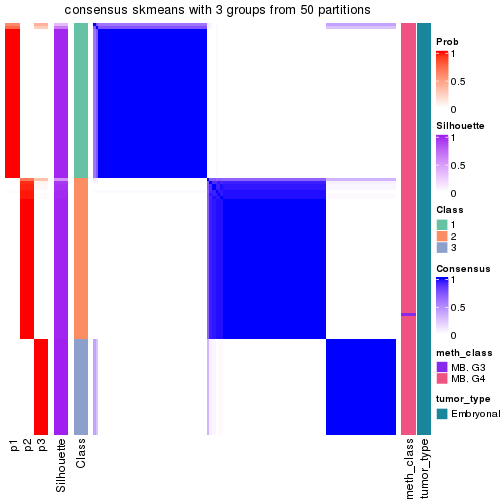 consensus skmeans with 3 groups from 50 partitions
Prob
1
0.5
0
Silhouette
1
0.5
0
Class
1
2
3
Consensus
1
0.5
0
meth_class
MB. G3
MB. G4
tumor_type
Embryonal
p1
p2
p3
Silhouette
Class
meth_class
tumor_type